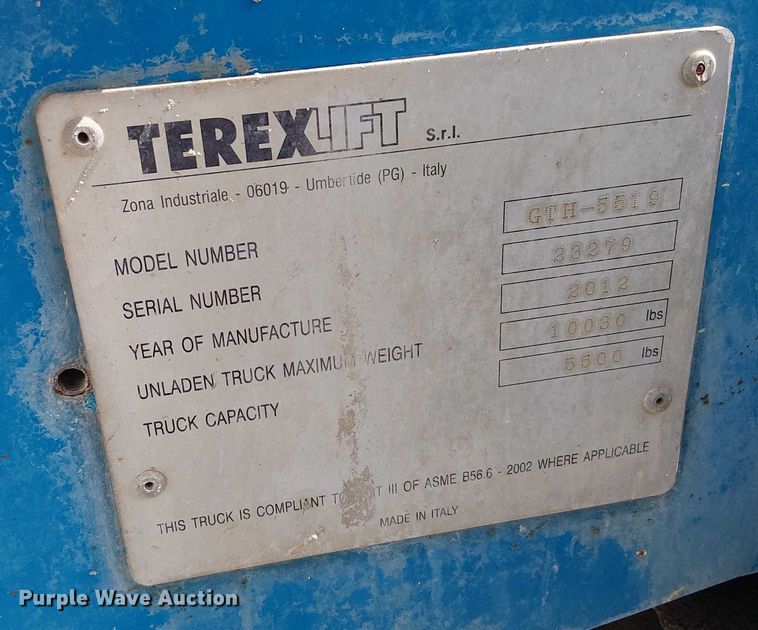 TEREXLIFT S.r.l.
Zona Industriale - 06019 - Umbertide (PG) - Italy
MODEL NUMBER GTH-5519
SERIAL NUMBER 23279
YEAR OF MANUFACTURE 2012
UNLADEN TRUCK MAXIMUM WEIGHT 10030 lbs
TRUCK CAPACITY 5500 lbs
THIS TRUCK IS COMPLIANT III OF ASME B56.6 - 2002 WHERE APPLICABLE
MADE IN ITALY
Purple Wave Auction